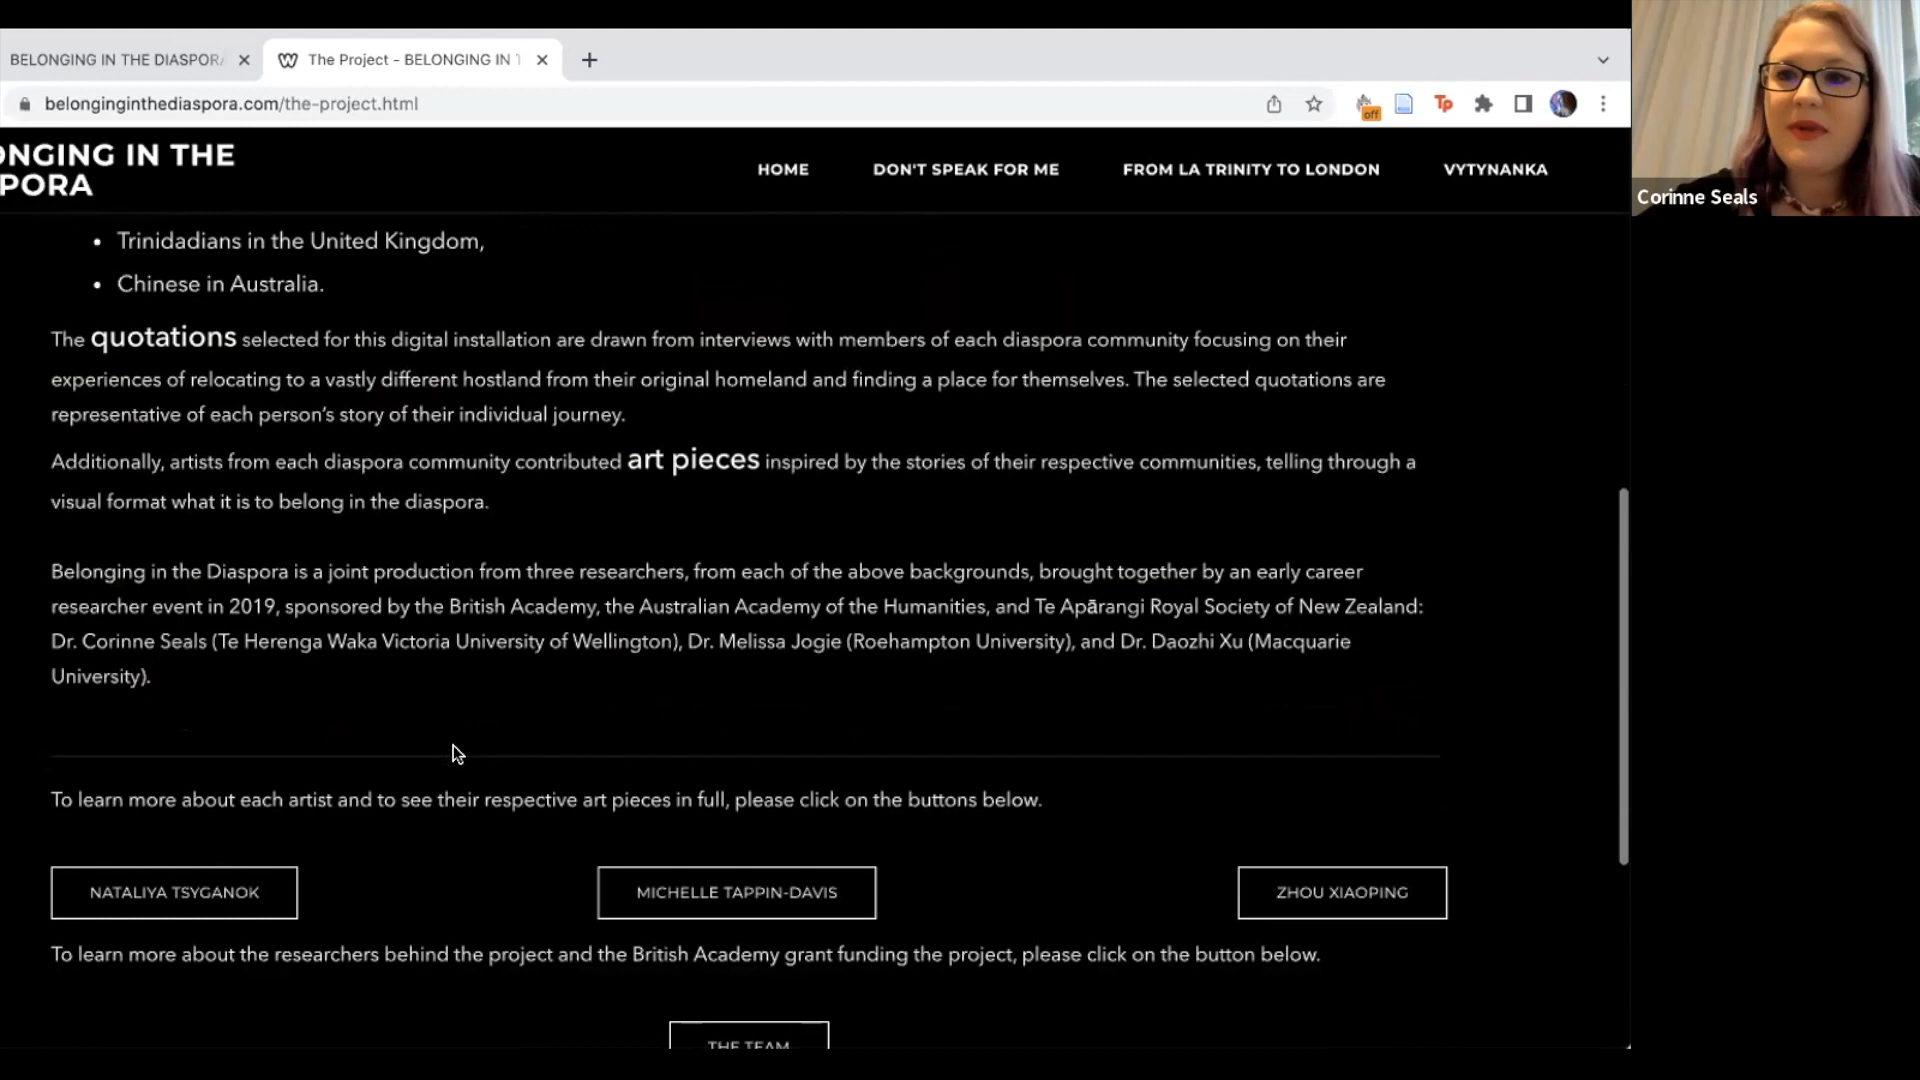 BELONGING IN THE DIASPOR
The Project - BELONGING IN T
belonginginthediaspora.com/the-project.html
off
Tp
ONGING IN THE
PORA
HOME
DON'T SPEAK FOR ME
FROM LA TRINITY TO LONDON
VYTYNANKA
Corinne Seals
• Trinidadians in the United Kingdom,
• Chinese in Australia.
The quotations selected for this digital installation are drawn from interviews with members of each diaspora community focusing on their
experiences of relocating to a vastly different hostland from their original homeland and finding a place for themselves. The selected quotations are
representative of each person's story of their individual journey.
Additionally, artists from each diaspora community contributed art pieces inspired by the stories of their respective communities, telling through a
visual format what it is to belong in the diaspora.
Belonging in the Diaspora is a joint production from three researchers, from each of the above backgrounds, brought together by an early career
researcher event in 2019, sponsored by the British Academy, the Australian Academy of the Humanities, and Te Apārangi Royal Society of New Zealand:
Dr. Corinne Seals (Te Herenga Waka Victoria University of Wellington), Dr. Melissa Jogie (Roehampton University), and Dr. Daozhi Xu (Macquarie
University).
To learn more about each artist and to see their respective art pieces in full, please click on the buttons below.
NATALIYA TSYGANOK
MICHELLE TAPPIN-DAVIS
ZHOU XIAOPING
To learn more about the researchers behind the project and the British Academy grant funding the project, please click on the button below.
THE TEAM